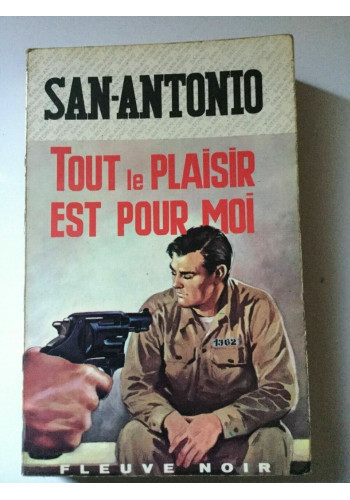 SAN-ANTONIO
TOUT le PLAiSiR
EST POUR MOi
1362
FLEUVE NOIR